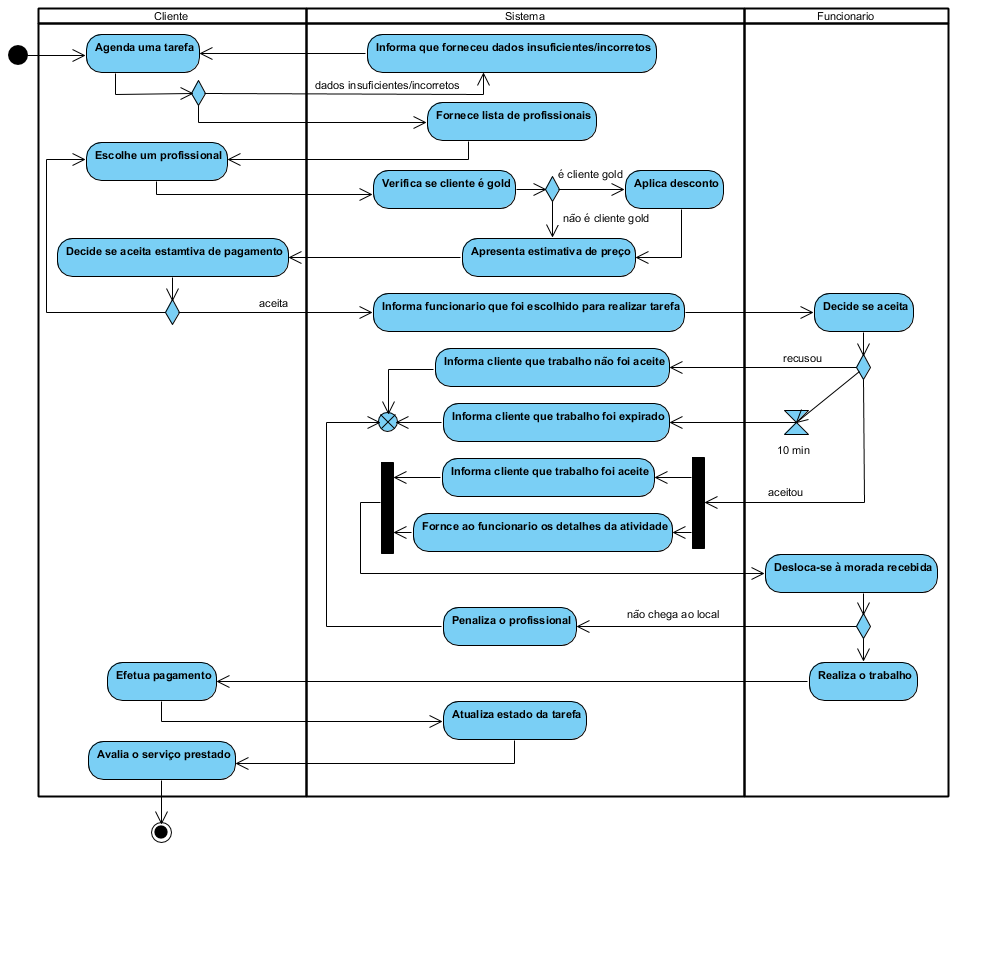 Cliente
Sistema
Funcionario
Agenda uma tarefa
Informa que forneceu dados insuficientes/incorretos
dados insuficientes/incorretos
Fornece lista de profissionais
Escolhe um profissional
Verifica se cliente é gold
é cliente gold
Aplica desconto
não é cliente gold
Decide se aceita estamtiva de pagamento
Apresenta estimativa de preço
aceita
Informa funcionario que foi escolhido para realizar tarefa
Decide se aceita
Informa cliente que trabalho não foi aceite
recusou
Informa cliente que trabalho foi expirado
10 min
Informa cliente que trabalho foi aceite
aceitou
Fornce ao funcionario os detalhes da atividade
Desloca-se à morada recebida
Penaliza o profissional
não chega ao local
Efetua pagamento
Realiza o trabalho
Atualiza estado da tarefa
Avalia o serviço prestado